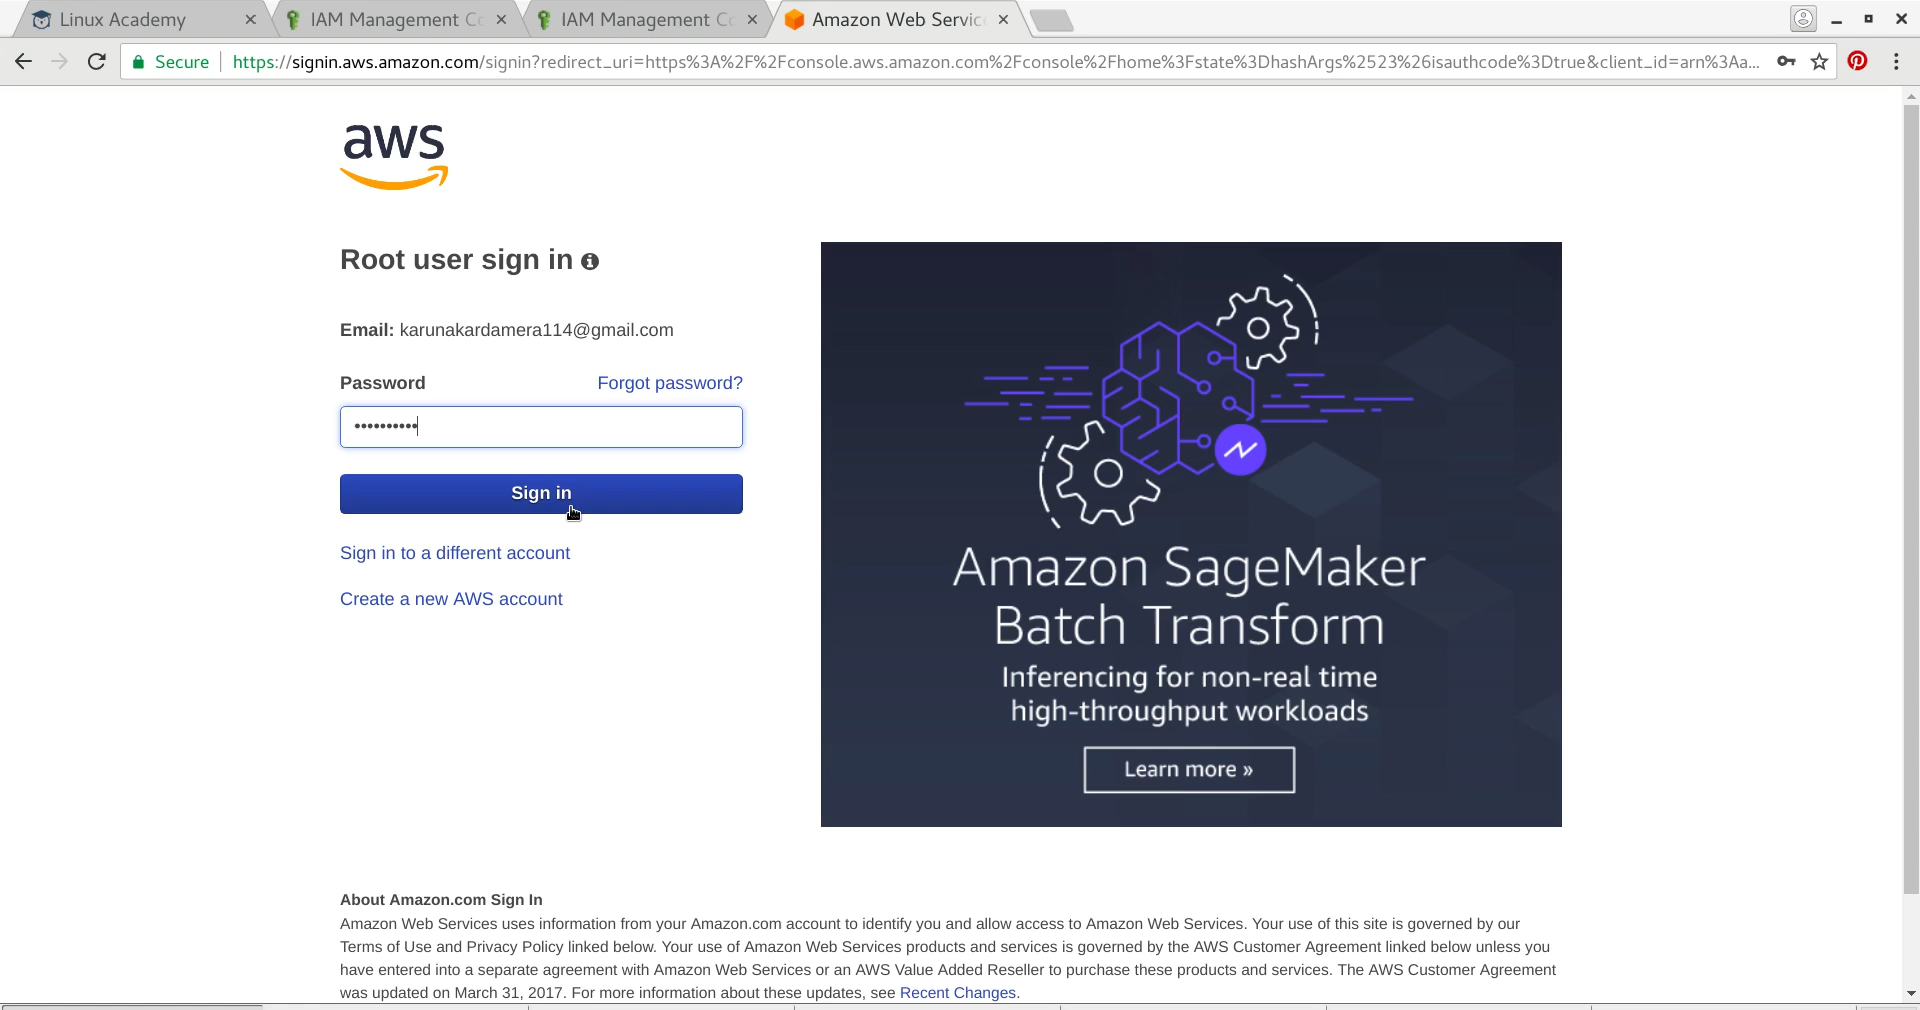 Linux Academy
IAM Management Co
IAM Management Co
Amazon Web Servic
Secure
https://signin.aws.amazon.com/signin?redirect_uri=https%3A%2F%2Fconsole.aws.amazon.com%2Fconsole%2Fhome%3Fstate%3DhashArgs%2523%26isauthcode%3Dtrue&client_id=arn%3Aa...
aws
Root user sign in
Email: karunakardamera114@gmail.com
Password
Forgot password?
••••••••••
Sign in
Sign in to a different account
Create a new AWS account
Amazon SageMaker
Batch Transform
Inferencing for non-real time
high-throughput workloads
Learn more »
About Amazon.com Sign In
Amazon Web Services uses information from your Amazon.com account to identify you and allow access to Amazon Web Services. Your use of this site is governed by our
Terms of Use and Privacy Policy linked below. Your use of Amazon Web Services products and services is governed by the AWS Customer Agreement linked below unless you
have entered into a separate agreement with Amazon Web Services or an AWS Value Added Reseller to purchase these products and services. The AWS Customer Agreement
was updated on March 31, 2017. For more information about these updates, see Recent Changes.